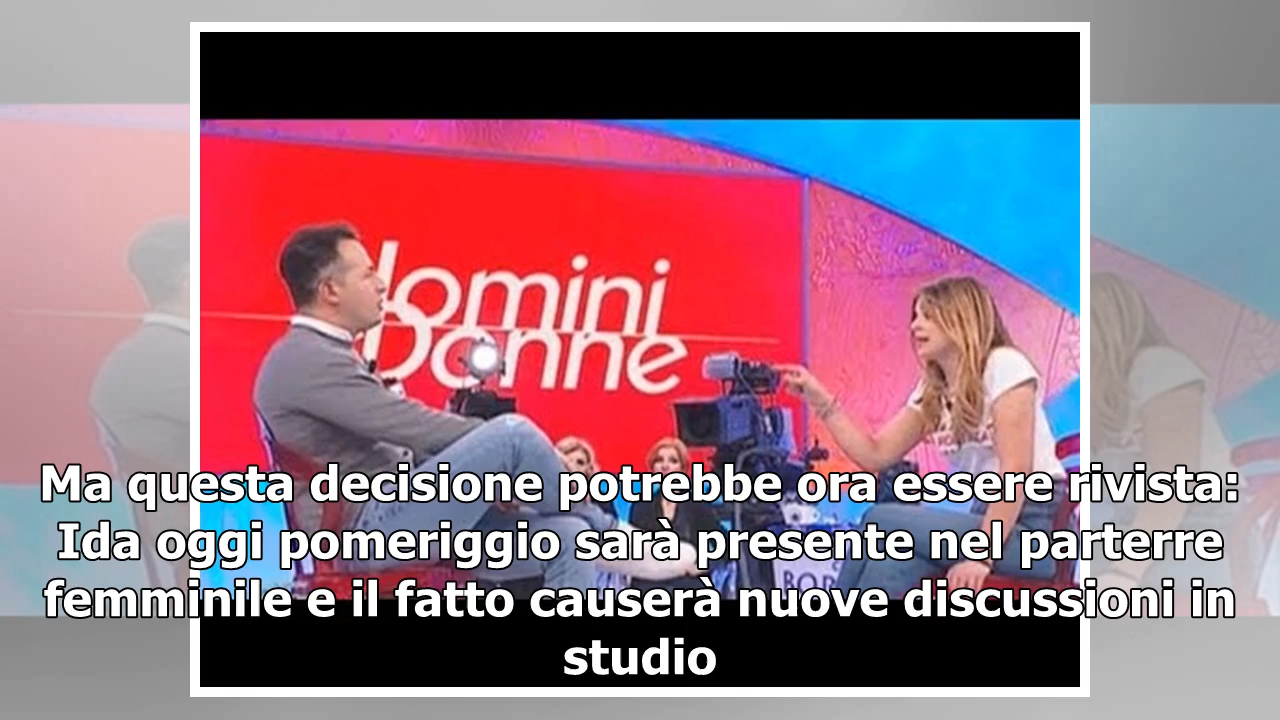 Uomini
Donne
BOR
Ma questa decisione potrebbe ora essere rivista:
Ida oggi pomeriggio sarà presente nel parterre
femminile e il fatto causerà nuove discussioni in
studio